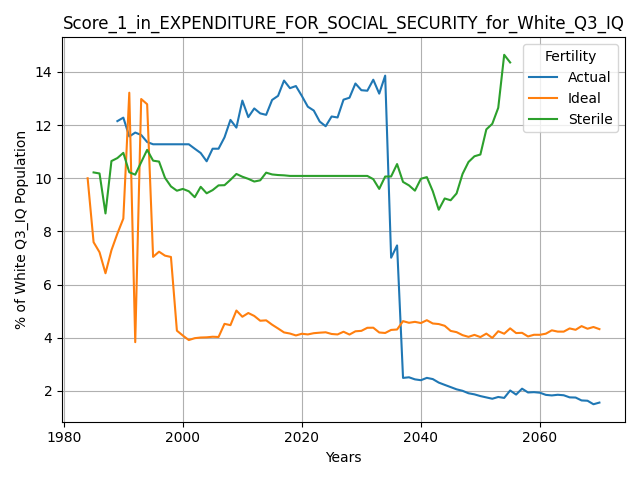 Score_1_in_EXPENDITURE_FOR_SOCIAL_SECURITY_for_White_Q3_IQ
Fertility
Actual
Ideal
Sterile
% of White Q3_IQ Population
14
12
10
8
6
4
2
1980 2000 2020 2040 2060
Years